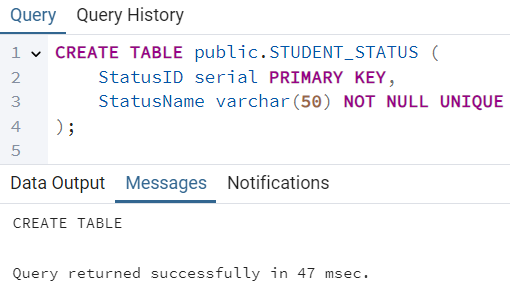 Query Query History
1 CREATE TABLE public.STUDENT_STATUS (
2 StatusID serial PRIMARY KEY,
3 StatusName varchar(50) NOT NULL UNIQUE
4 );
5
Data Output Messages Notifications
CREATE TABLE
Query returned successfully in 47 msec.